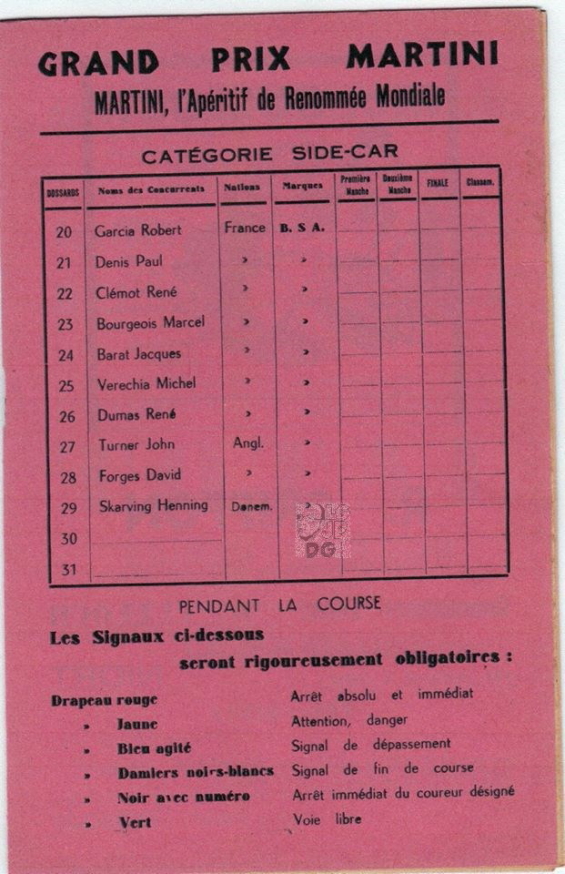 GRAND PRIX MARTINI
MARTINI, l'Apéritif de Renommée Mondiale
CATÉGORIE SIDE-CAR
DOSSARDS Noms des Concurrents Nations Marques Première Manche Deuxième Manche FINALE Classem.
20 Garcia Robert France B. S A.
21 Denis Paul » »
22 Clémot René » »
23 Bourgeois Marcel » »
24 Barat Jacques » »
25 Verechia Michel » »
26 Dumas René » »
27 Turner John Angl. »
28 Forges David » »
29 Skarving Henning Danem. »
30
31
DG
PENDANT LA COURSE
Les Signaux ci-dessous
seront rigoureusement obligatoires :
Drapeau rouge Arrêt absolu et immédiat
» Jaune Attention, danger
» Bleu agité Signal de dépassement
» Damiers noirs-blancs Signal de fin de course
» Noir avec numéro Arrêt immédiat du coureur désigné
» Vert Voie libre